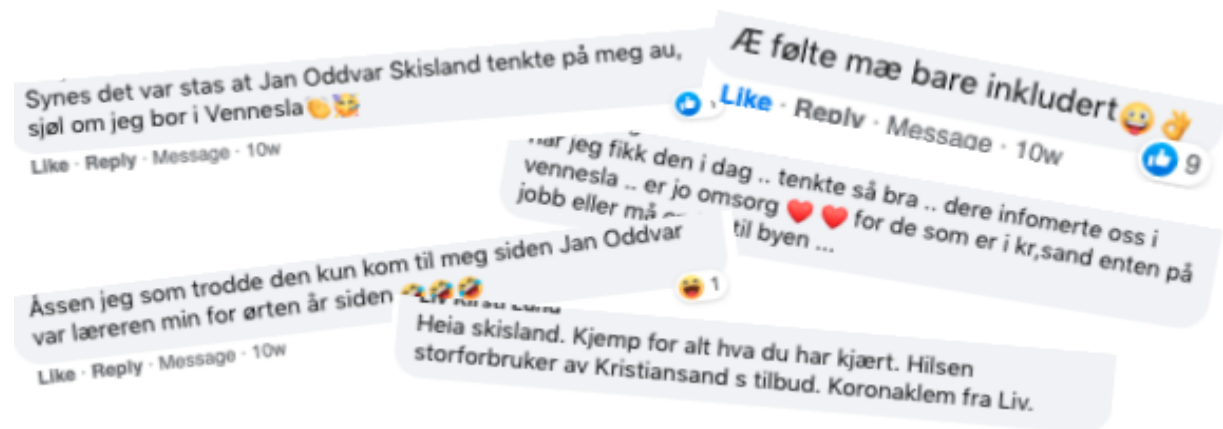 Synes det var stas at Jan Oddvar Skisland tenkte på meg au,
sjøl om jeg bor i Vennesla👏🥳
Like · Reply · Message · 10w
Æ følte mæ bare inkludert😀👌
Like · Reply · Message · 10w
9
når jeg fikk den i dag .. tenkte så bra .. dere infomerte oss i
vennesla .. er jo omsorg ❤️ ❤️ for de som er i kr,sand enten på
jobb eller må til byen ...
Åssen jeg som trodde den kun kom til meg siden Jan Oddvar
var læreren min for ørten år siden 🤣🤣🤣
1
Like · Reply · Message · 10w
Heia skisland. Kjemp for alt hva du har kjært. Hilsen
storforbruker av Kristiansand s tilbud. Koronaklem fra Liv.